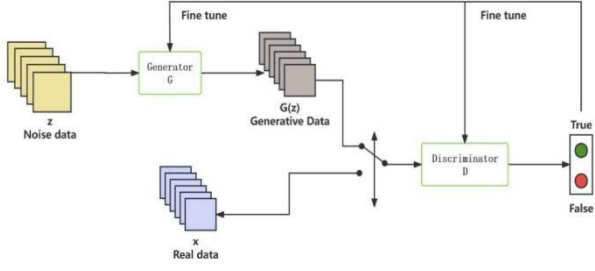 Fine tune
Fine tune
Generator
G
z
Noise data
G(z)
Generative Data
True
Discriminator
D
False
x
Real data